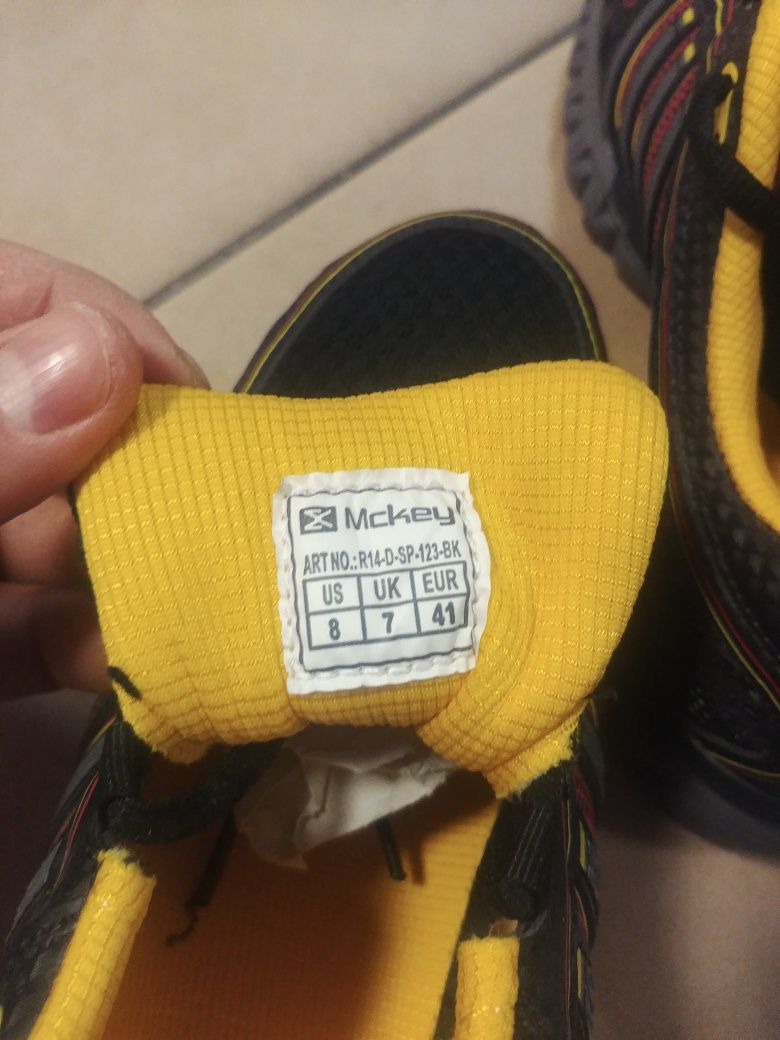 Mckey
ART NO.:R14-D-SP-123-BK
US UK EUR
8 7 41